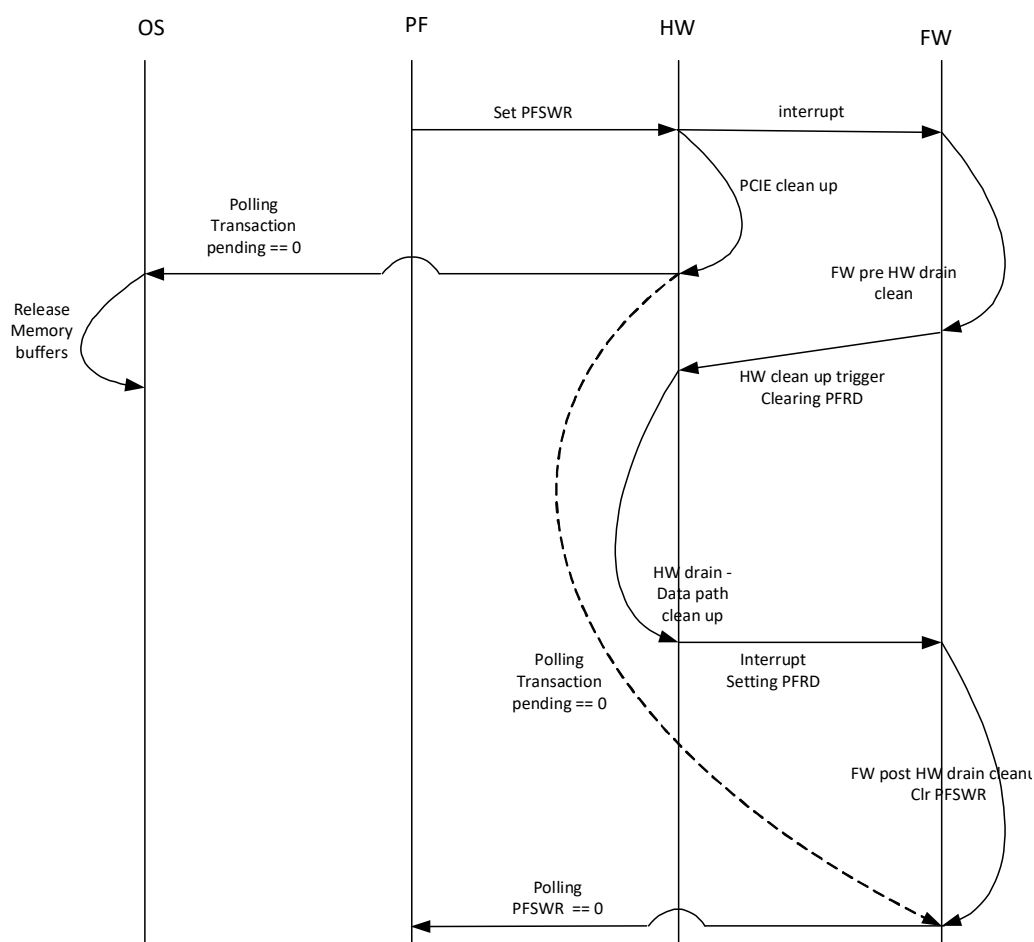 OS
PF
HW
FW
Set PFSWR
interrupt
PCIE clean up
Polling
Transaction
pending == 0
FW pre HW drain
clean
Release
Memory
buffers
HW clean up trigger
Clearing PFRD
HW drain -
Data path
clean up
Polling
Transaction
pending == 0
Interrupt
Setting PFRD
FW post HW drain cleanu
Clr PFSWR
Polling
PFSWR == 0